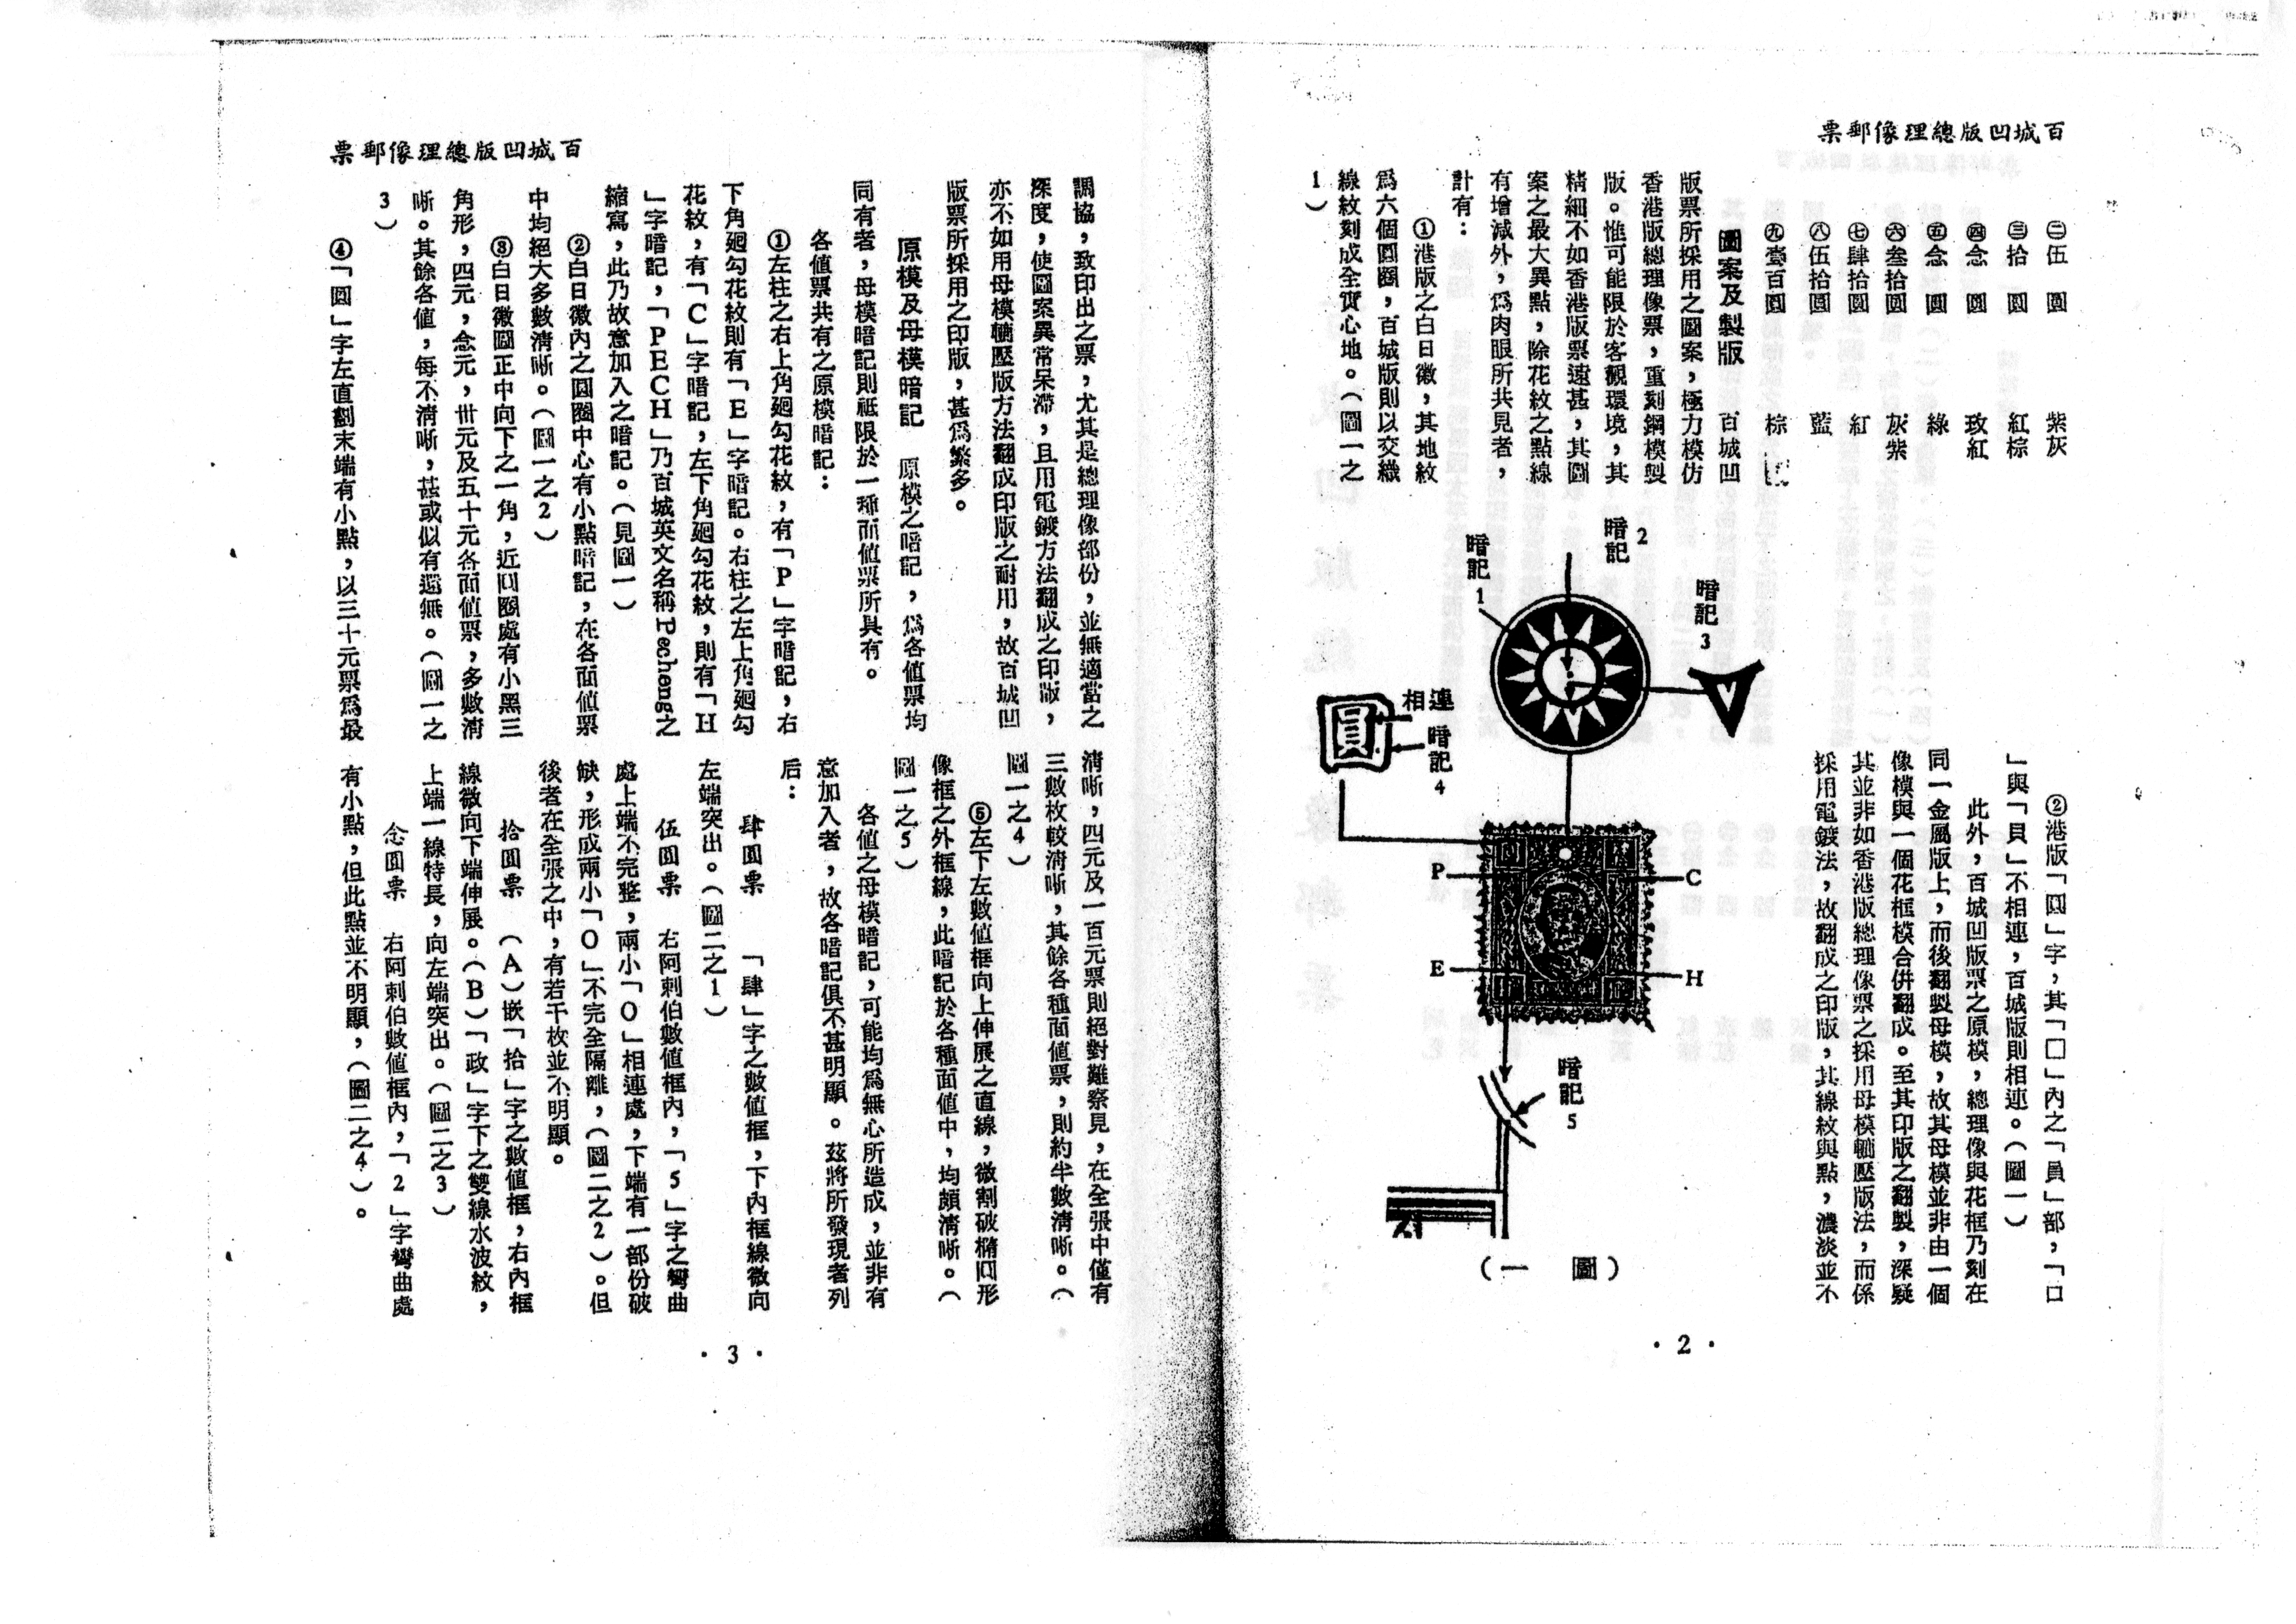 百城凹版總理像郵票
㊁伍圓　紫灰
㊂拾圓　紅棕
㊃念圓　玫紅
㊄念圓　綠
㊅叁拾圓　灰紫
㊆肆拾圓　紅
㊇伍拾圓　藍
㊈壹百圓　棕
圖案及製版　百城凹
版票所採用之圖案，極力模仿
香港版總理像票，重刻鋼模製
版。惟可能限於客觀環境，其
精細不如香港版票遠甚，其圖
案之最大異點，除花紋之點線
有增減外，爲肉眼所共見者，
計有：
①港版之白日徽，其地紋
爲六個圓圈，百城版則以交織
線紋刻成全實心地。（圖一之
1）
暗記2
暗記1
暗記3
相連
暗記4
P
C
E
H
暗記5
（圖一）
②港版「圓」字，其「囗」內之「員」部，「口
」與「貝」不相連，百城版則相連。（圖一）
此外，百城凹版票之原模，總理像與花框乃刻在
同一金屬版上，而後翻製母模，故其母模並非由一個
像模與一個花框模合併翻成。至其印版之翻製，深疑
其並非如香港版總理像票之採用母模輾壓版法，而係
採用電鍍法，故翻成之印版，其線紋與點，濃淡並不
·2·
百城凹版總理像郵票
調協，致印出之票，尤其是總理像部份，並無適當之
深度，使圖案異常呆滯，且用電鍍方法翻成之印版，
亦不如用母模輾壓版方法翻成印版之耐用，故百城凹
版票所採用之印版，甚爲繁多。
原模及母模暗記　原模之暗記，爲各値票均
同有者，母模暗記則祇限於一種面値票所具有。
各値票共有之原模暗記：
①左柱之右上角廻勾花紋，有「P」字暗記，右
下角廻勾花紋則有「E」字暗記。右柱之左上角廻勾
花紋，有「C」字暗記，左下角廻勾花紋，則有「H
」字暗記，「PECH」乃百城英文名稱Pecheng之
縮寫，此乃故意加入之暗記。（見圖一）
②白日徽內之圓圈中心有小點暗記，在各面値票
中均絕大多數清晰。（圖一之2）
③白日徽圓正中向下之一角，近圓圈處有小黑三
角形，四元，念元，卅元及五十元各面値票，多數清
晰。其餘各値，每不清晰，甚或似有還無。（圖一之
3）
④「圓」字左直劃末端有小點，以三十元票爲最
清晰，四元及一百元票則絕對難察見，在全張中僅有
三數枚較清晰，其餘各種面値票，則約半數清晰。（
圖一之4）
⑤左下左數値框向上伸展之直線，微割破橢圓形
像框之外框線，此暗記於各種面値中，均頗清晰。（
圖一之5）
各値之母模暗記，可能均爲無心所造成，並非有
意加入者，故各暗記俱不甚明顯。茲將所發現者列
后：
肆圓票　「肆」字之數値框，下內框線微向
左端突出。（圖二之1）
伍圓票　右阿剌伯數値框內，「5」字之彎曲
處上端不完整，兩小「O」相連處，下端有一部份破
缺，形成兩小「O」不完全隔離，（圖二之2）。但
後者在全張之中，有若干枚並不明顯。
拾圓票　（A）嵌「拾」字之數値框，右內框
線微向下端伸展。（B）「政」字下之雙線水波紋，
上端一線特長，向左端突出。（圖二之3）
念圓票　右阿剌伯數値框內，「2」字彎曲處
有小點，但此點並不明顯，（圖二之4）。
·3·